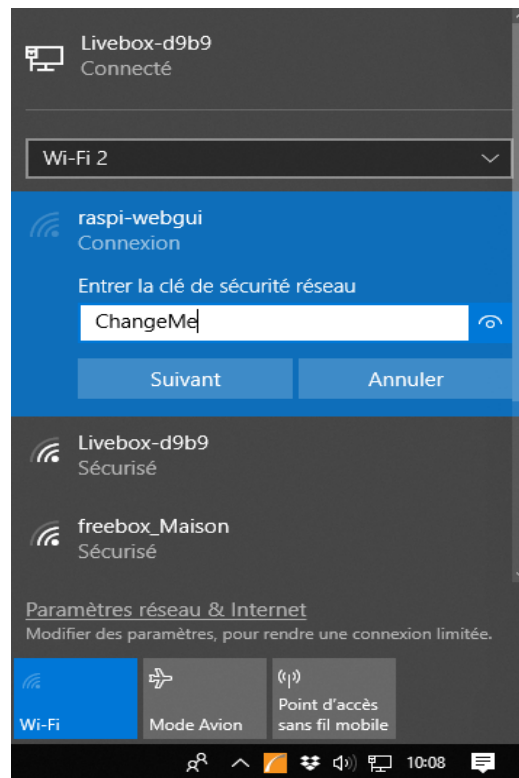 Livebox-d9b9
Connecté
Wi-Fi 2
raspi-webgui
Connexion
Entrer la clé de sécurité réseau
ChangeMe
Suivant
Annuler
Livebox-d9b9
Sécurisé
freebox_Maison
Sécurisé
Paramètres réseau & Internet
Modifier des paramètres, pour rendre une connexion limitée.
Wi-Fi
Mode Avion
Point d'accès
sans fil mobile
10:08